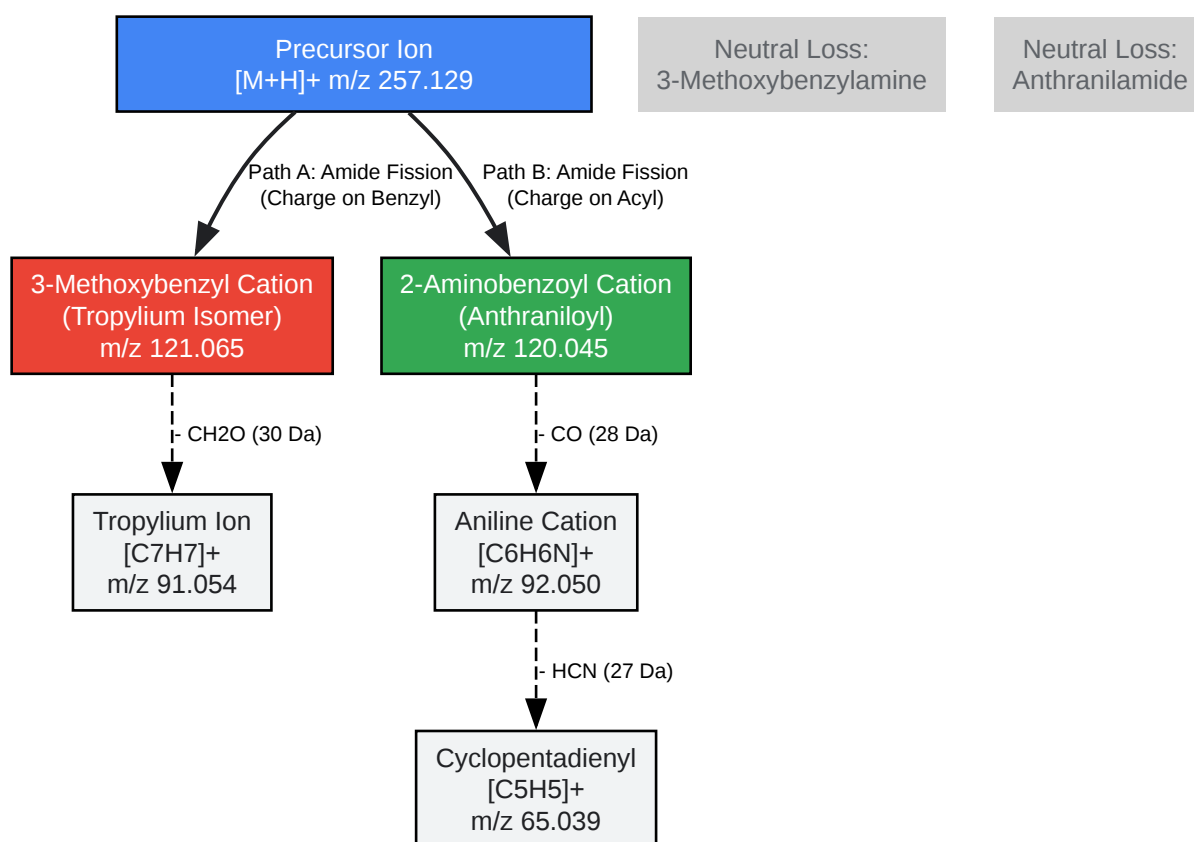 Precursor Ion
[M+H]+ m/z 257.129
Neutral Loss:
3-Methoxybenzylamine
Neutral Loss:
Anthranilamide
Path A: Amide Fission
(Charge on Benzyl)
Path B: Amide Fission
(Charge on Acyl)
3-Methoxybenzyl Cation
(Tropylium Isomer)
m/z 121.065
2-Aminobenzoyl Cation
(Anthraniloyl)
m/z 120.045
- CH2O (30 Da)
- CO (28 Da)
Tropylium Ion
[C7H7]+
m/z 91.054
Aniline Cation
[C6H6N]+
m/z 92.050
- HCN (27 Da)
Cyclopentadienyl
[C5H5]+
m/z 65.039